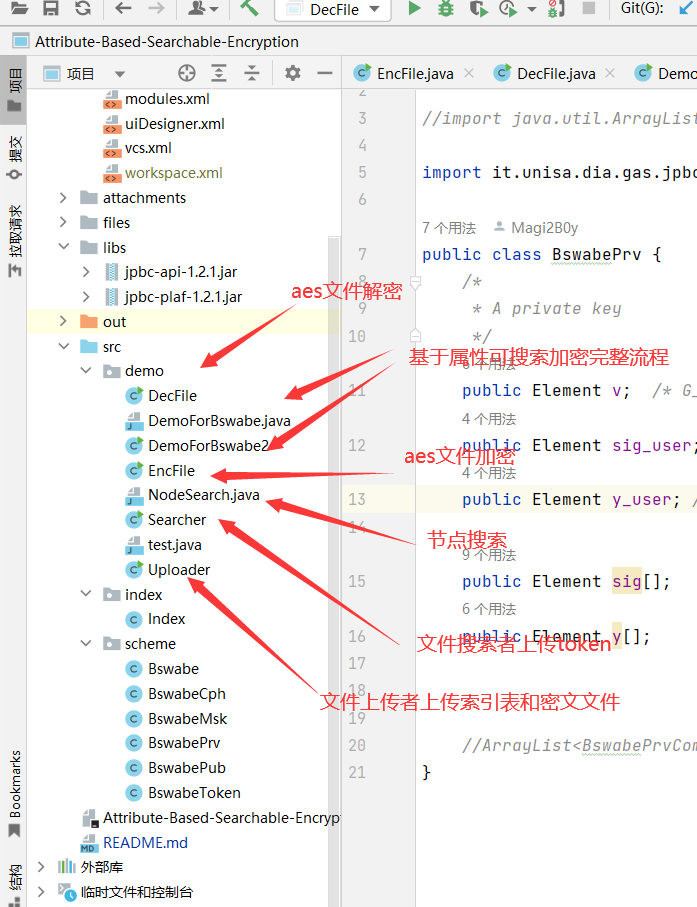 DecFile
Git(G):
Attribute-Based-Searchable-Encryption
项目
提交
拉取请求
Bookmarks
结构
项目
modules.xml
uiDesigner.xml
vcs.xml
workspace.xml
attachments
files
libs
jpbc-api-1.2.1.jar
jpbc-plaf-1.2.1.jar
out
src
demo
DecFile
DemoForBswabe.java
DemoForBswabe2
EncFile
NodeSearch.java
Searcher
test.java
Uploader
index
Index
scheme
Bswabe
BswabeCph
BswabeMsk
BswabePrv
BswabePub
BswabeToken
Attribute-Based-Searchable-Encryp
README.md
外部库
临时文件和控制台
EncFile.java
DecFile.java
Demo
2
3 //import java.util.ArrayList
4
5 import it.unisa.dia.gas.jpbc
6
7 个用法 Magi2B0y
7 public class BswabePrv {
8 /*
9 * A private key
10 */
6 个用法
11 public Element v; /* G_
4 个用法
12 public Element sig_user;
4 个用法
13 public Element y_user; /
14
9 个用法
15 public Element sig[];
6 个用法
16 public Element y[];
17
18
19
20 //ArrayList<BswabePrvCom
21 }
aes文件解密
基于属性可搜索加密完整流程
aes文件加密
节点搜索
文件搜索者上传token
文件上传者上传索引表和密文文件